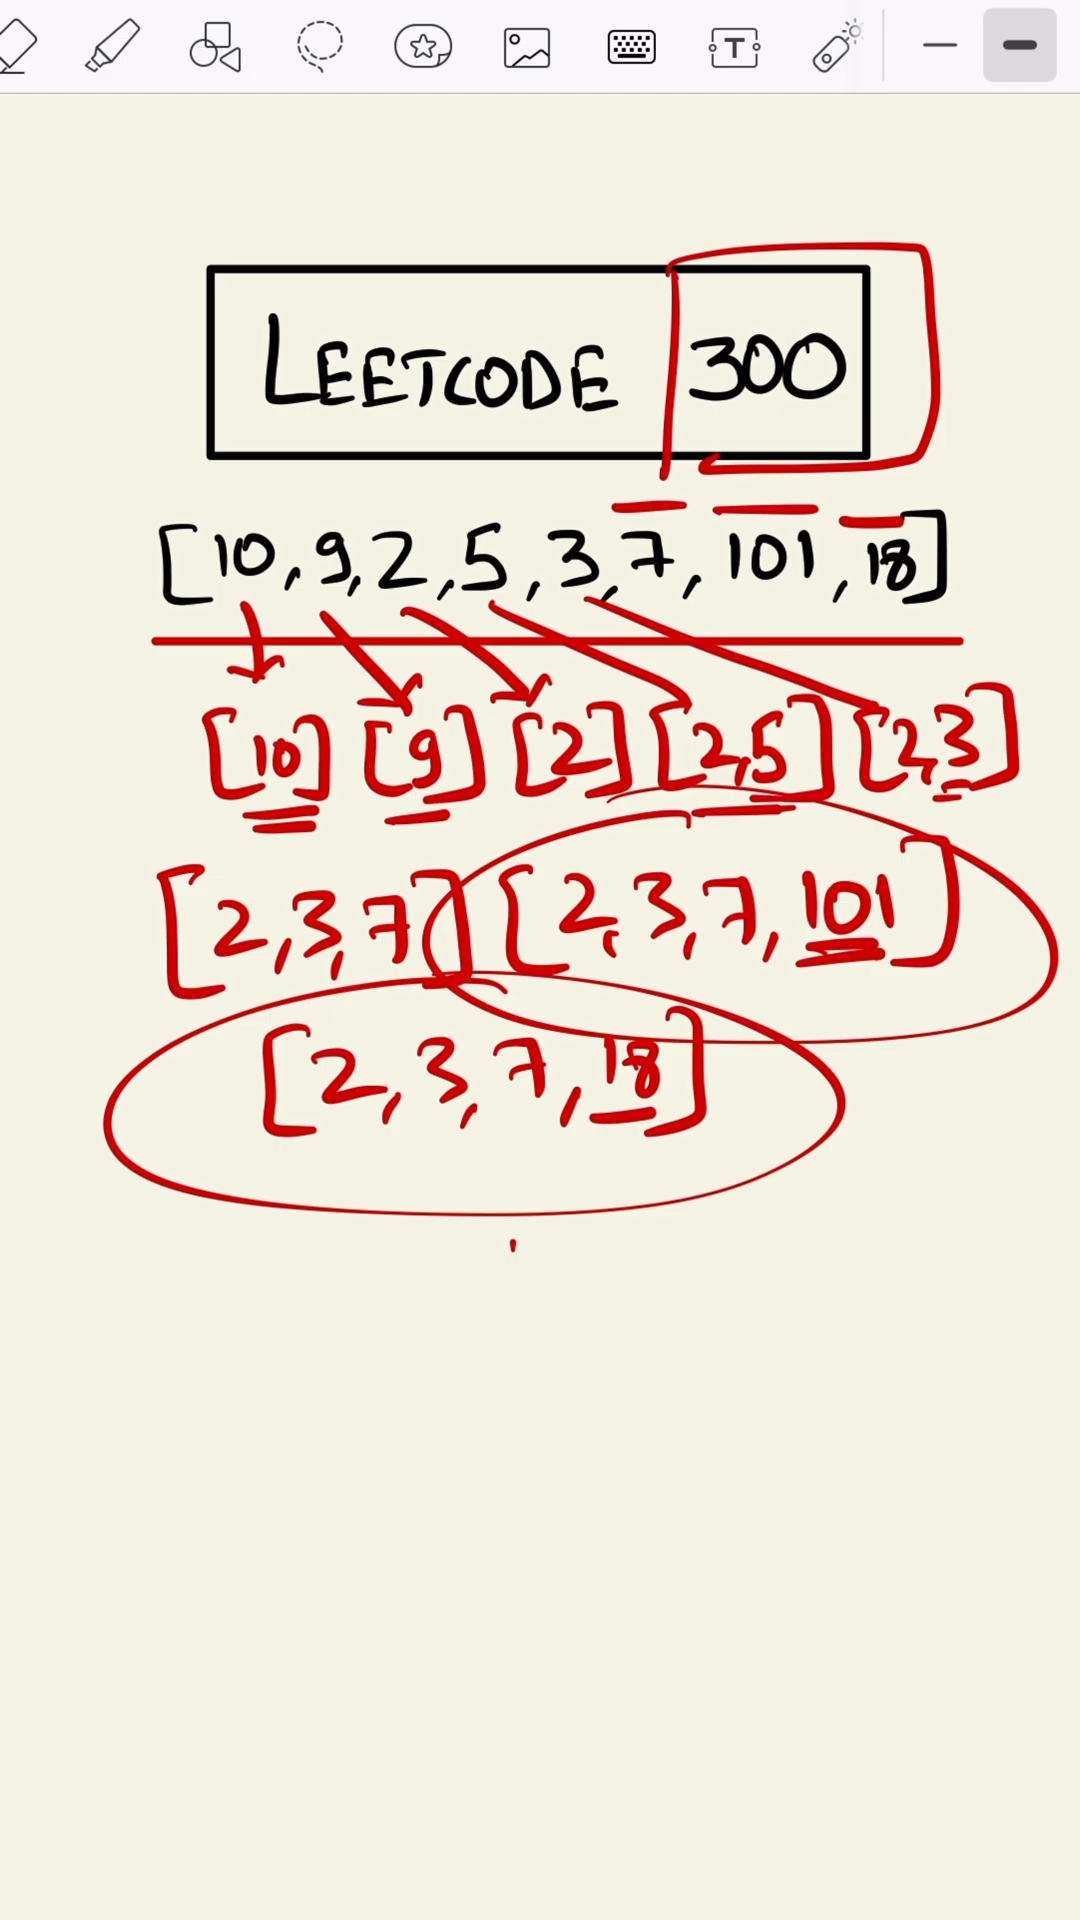 LEETCODE 300
[10, 9, 2, 5, 3, 7, 101, 18]
[10] [9] [2] [2,5] [2,3]
[2,3,7] [2,3,7,101]
[2,3,7,18]